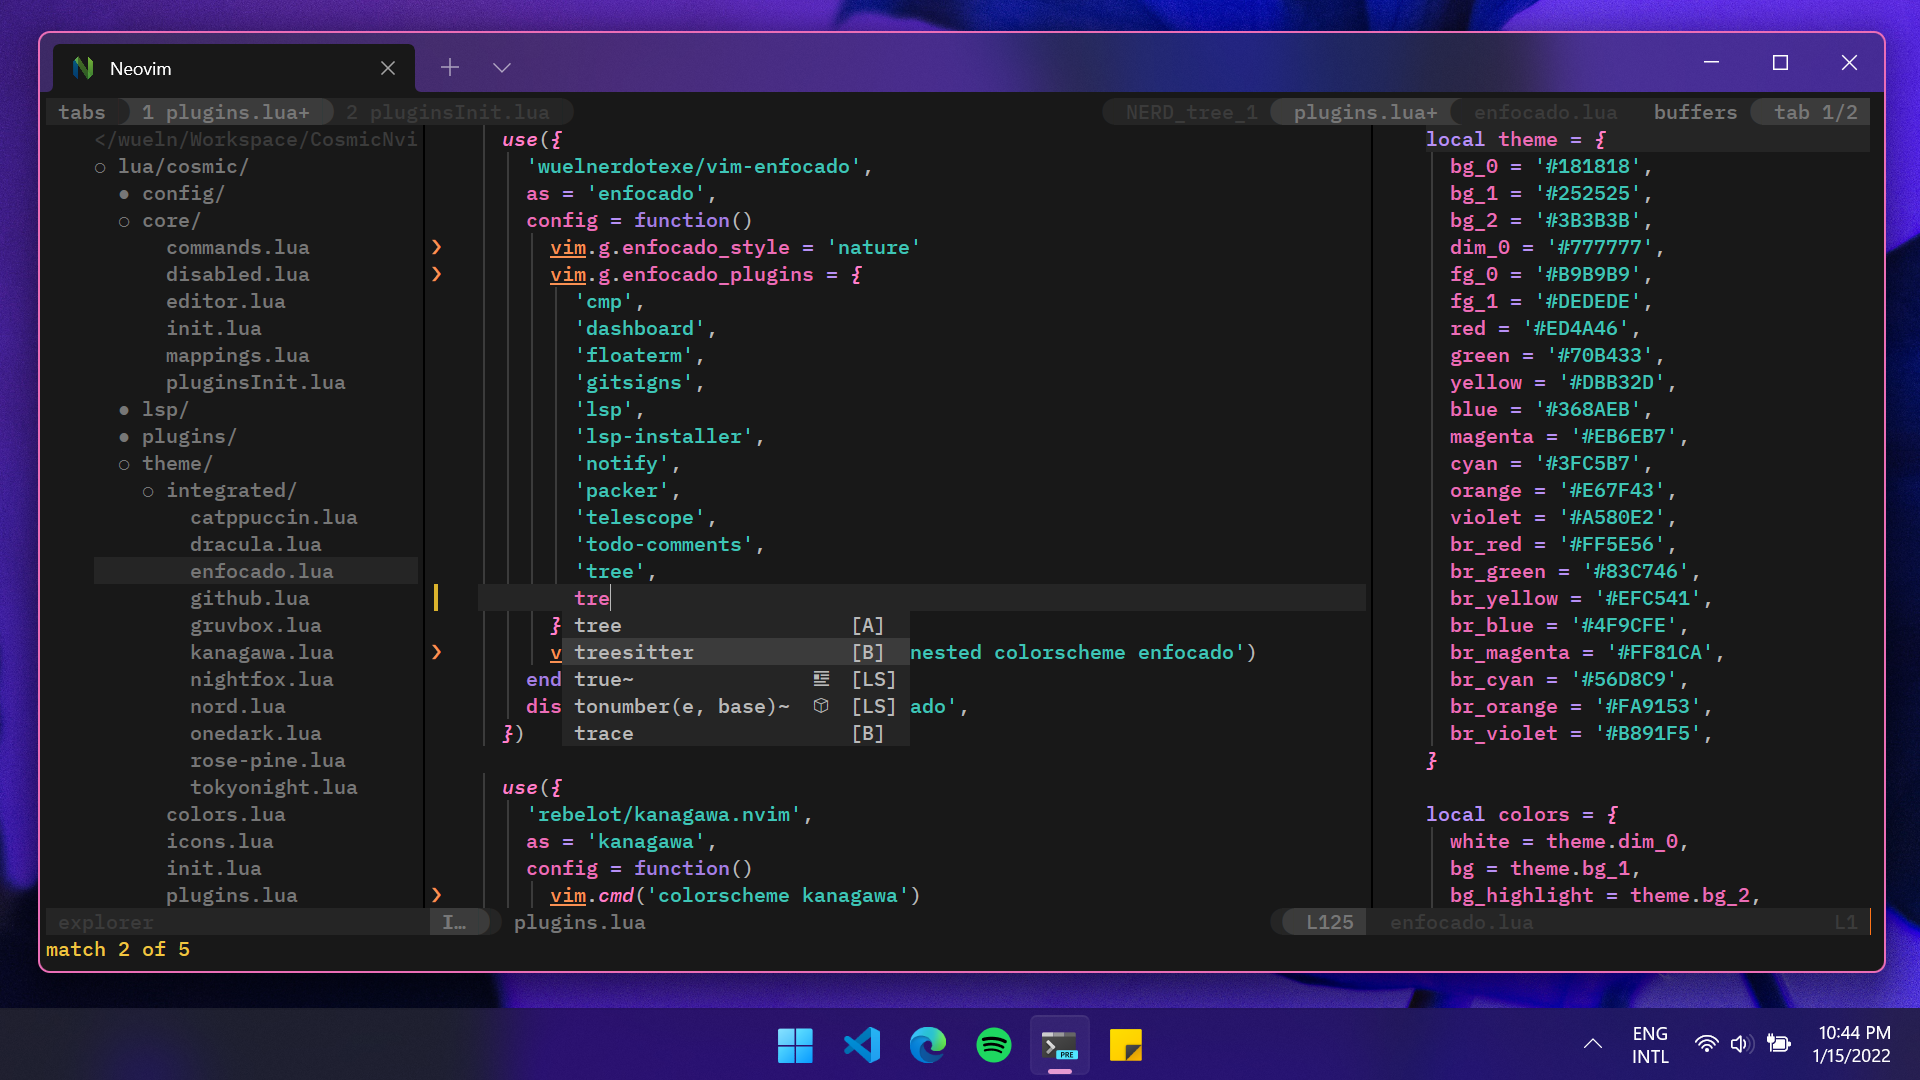 Neovim
tabs 1 plugins.lua+ 2 pluginsInit.lua
NERD_tree_1 plugins.lua+ enfocado.lua buffers tab 1/2
</wueln/Workspace/CosmicNvi
lua/cosmic/
config/
core/
commands.lua
disabled.lua
editor.lua
init.lua
mappings.lua
pluginsInit.lua
lsp/
plugins/
theme/
integrated/
catppuccin.lua
dracula.lua
enfocado.lua
github.lua
gruvbox.lua
kanagawa.lua
nightfox.lua
nord.lua
onedark.lua
rose-pine.lua
tokyonight.lua
colors.lua
icons.lua
init.lua
plugins.lua
explorer
use({
'wuelnerdotexe/vim-enfocado',
as = 'enfocado',
config = function()
vim.g.enfocado_style = 'nature'
vim.g.enfocado_plugins = {
'cmp',
'dashboard',
'floaterm',
'gitsigns',
'lsp',
'lsp-installer',
'notify',
'packer',
'telescope',
'todo-comments',
'tree',
tre
} tree [A]
v treesitter [B] nested colorscheme enfocado')
end true~ [LS]
dis tonumber(e, base)~ [LS] ado',
}) trace [B]
use({
'rebelot/kanagawa.nvim',
as = 'kanagawa',
config = function()
vim.cmd('colorscheme kanagawa')
I… plugins.lua L125
local theme = {
bg_0 = '#181818',
bg_1 = '#252525',
bg_2 = '#3B3B3B',
dim_0 = '#777777',
fg_0 = '#B9B9B9',
fg_1 = '#DEDEDE',
red = '#ED4A46',
green = '#70B433',
yellow = '#DBB32D',
blue = '#368AEB',
magenta = '#EB6EB7',
cyan = '#3FC5B7',
orange = '#E67F43',
violet = '#A580E2',
br_red = '#FF5E56',
br_green = '#83C746',
br_yellow = '#EFC541',
br_blue = '#4F9CFE',
br_magenta = '#FF81CA',
br_cyan = '#56D8C9',
br_orange = '#FA9153',
br_violet = '#B891F5',
}
local colors = {
white = theme.dim_0,
bg = theme.bg_1,
bg_highlight = theme.bg_2,
enfocado.lua L1
match 2 of 5
PRE
ENG
INTL
10:44 PM
1/15/2022